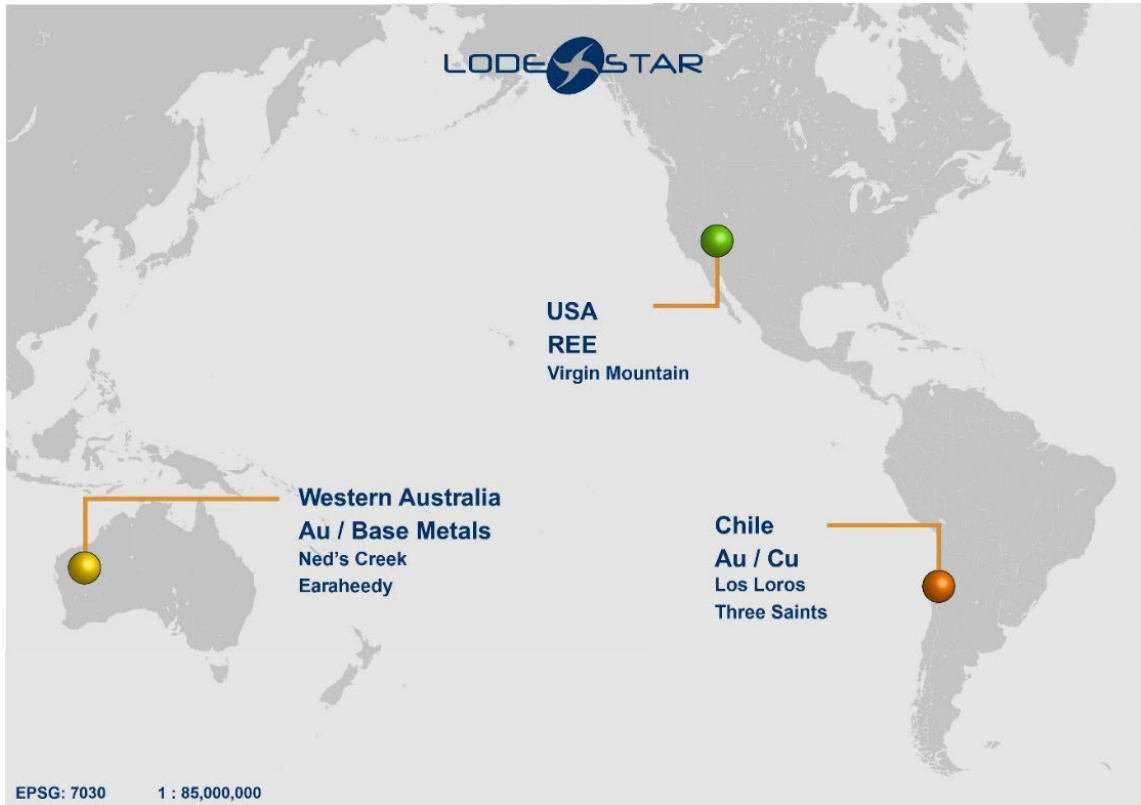 LODESTAR
USA
REE
Virgin Mountain
Western Australia
Au / Base Metals
Ned's Creek
Earaheedy
Chile
Au / Cu
Los Loros
Three Saints
EPSG: 7030 1 : 85,000,000